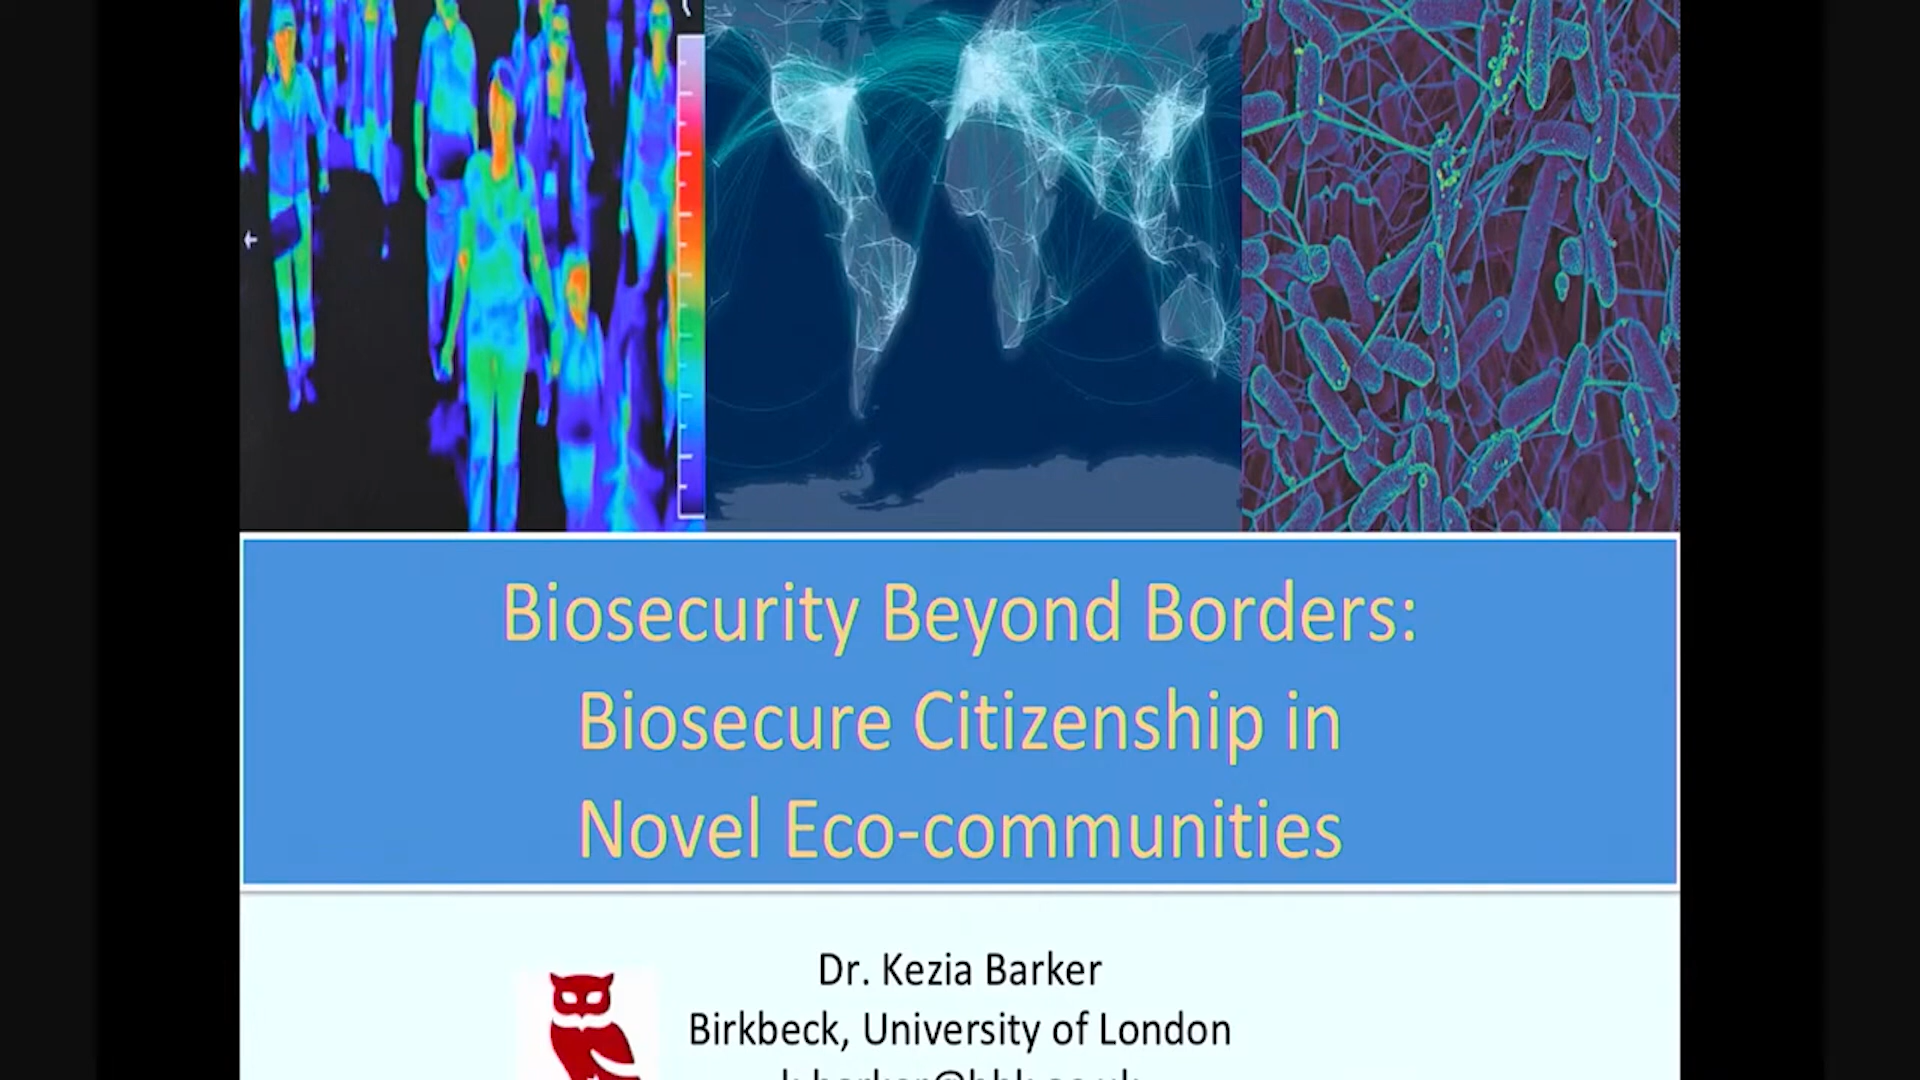 Biosecurity Beyond Borders:
Biosecure Citizenship in
Novel Eco-communities
Dr. Kezia Barker
Birkbeck, University of London